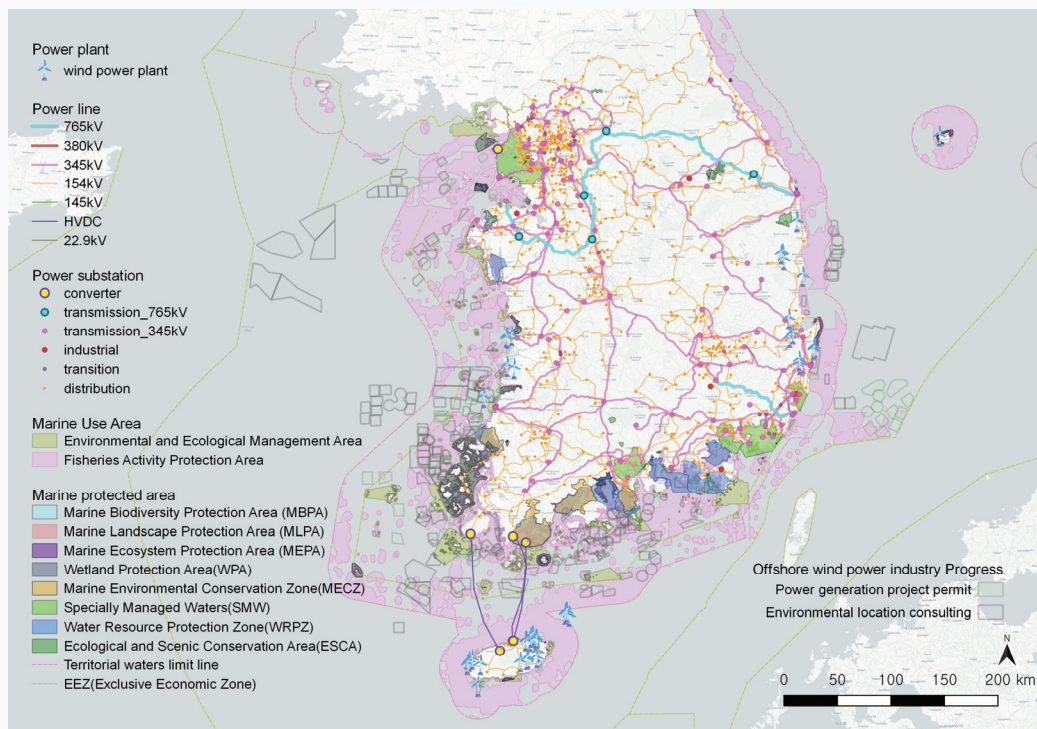 Power plant
wind power plant
Power line
765kV
380kV
345kV
154kV
145kV
HVDC
22.9kV
Power substation
converter
transmission_765kV
transmission_345kV
industrial
transition
distribution
Marine Use Area
Environmental and Ecological Management Area
Fisheries Activity Protection Area
Marine protected area
Marine Biodiversity Protection Area (MBPA)
Marine Landscape Protection Area (MLPA)
Marine Ecosystem Protection Area (MEPA)
Wetland Protection Area(WPA)
Marine Environmental Conservation Zone(MECZ)
Specially Managed Waters(SMW)
Water Resource Protection Zone(WRPZ)
Ecological and Scenic Conservation Area(ESCA)
Territorial waters limit line
EEZ(Exclusive Economic Zone)
Offshore wind power industry Progress
Power generation project permit
Environmental location consulting
N
0 50 100 150 200 km